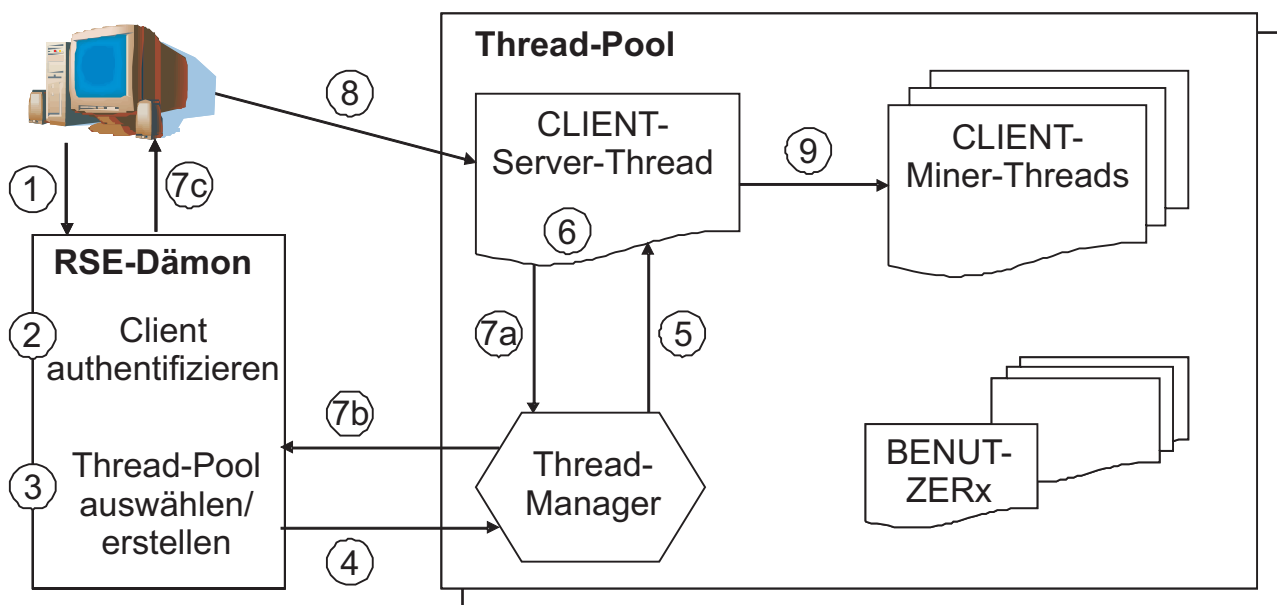 Thread-Pool
8
CLIENT-
Server-Thread
9
CLIENT-
Miner-Threads
1
7c
6
RSE-Dämon
2
Client
authentifizieren
7a
5
7b
3
Thread-Pool
auswählen/
erstellen
4
Thread-
Manager
BENUT-
ZERx